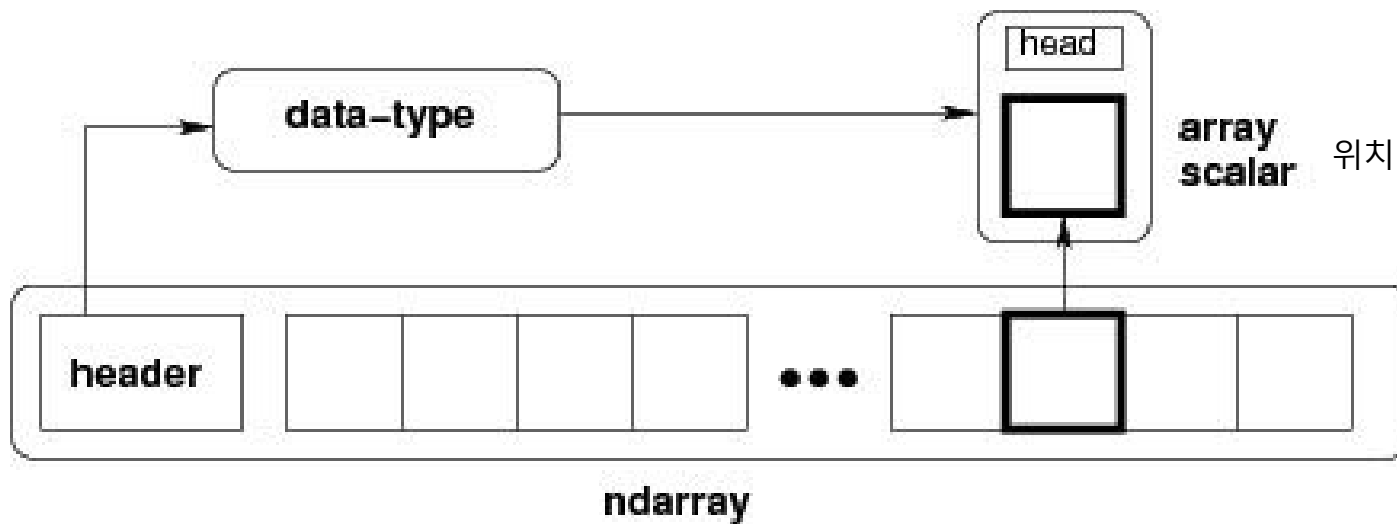 head
data-type
array
scalar 위치
header
ndarray